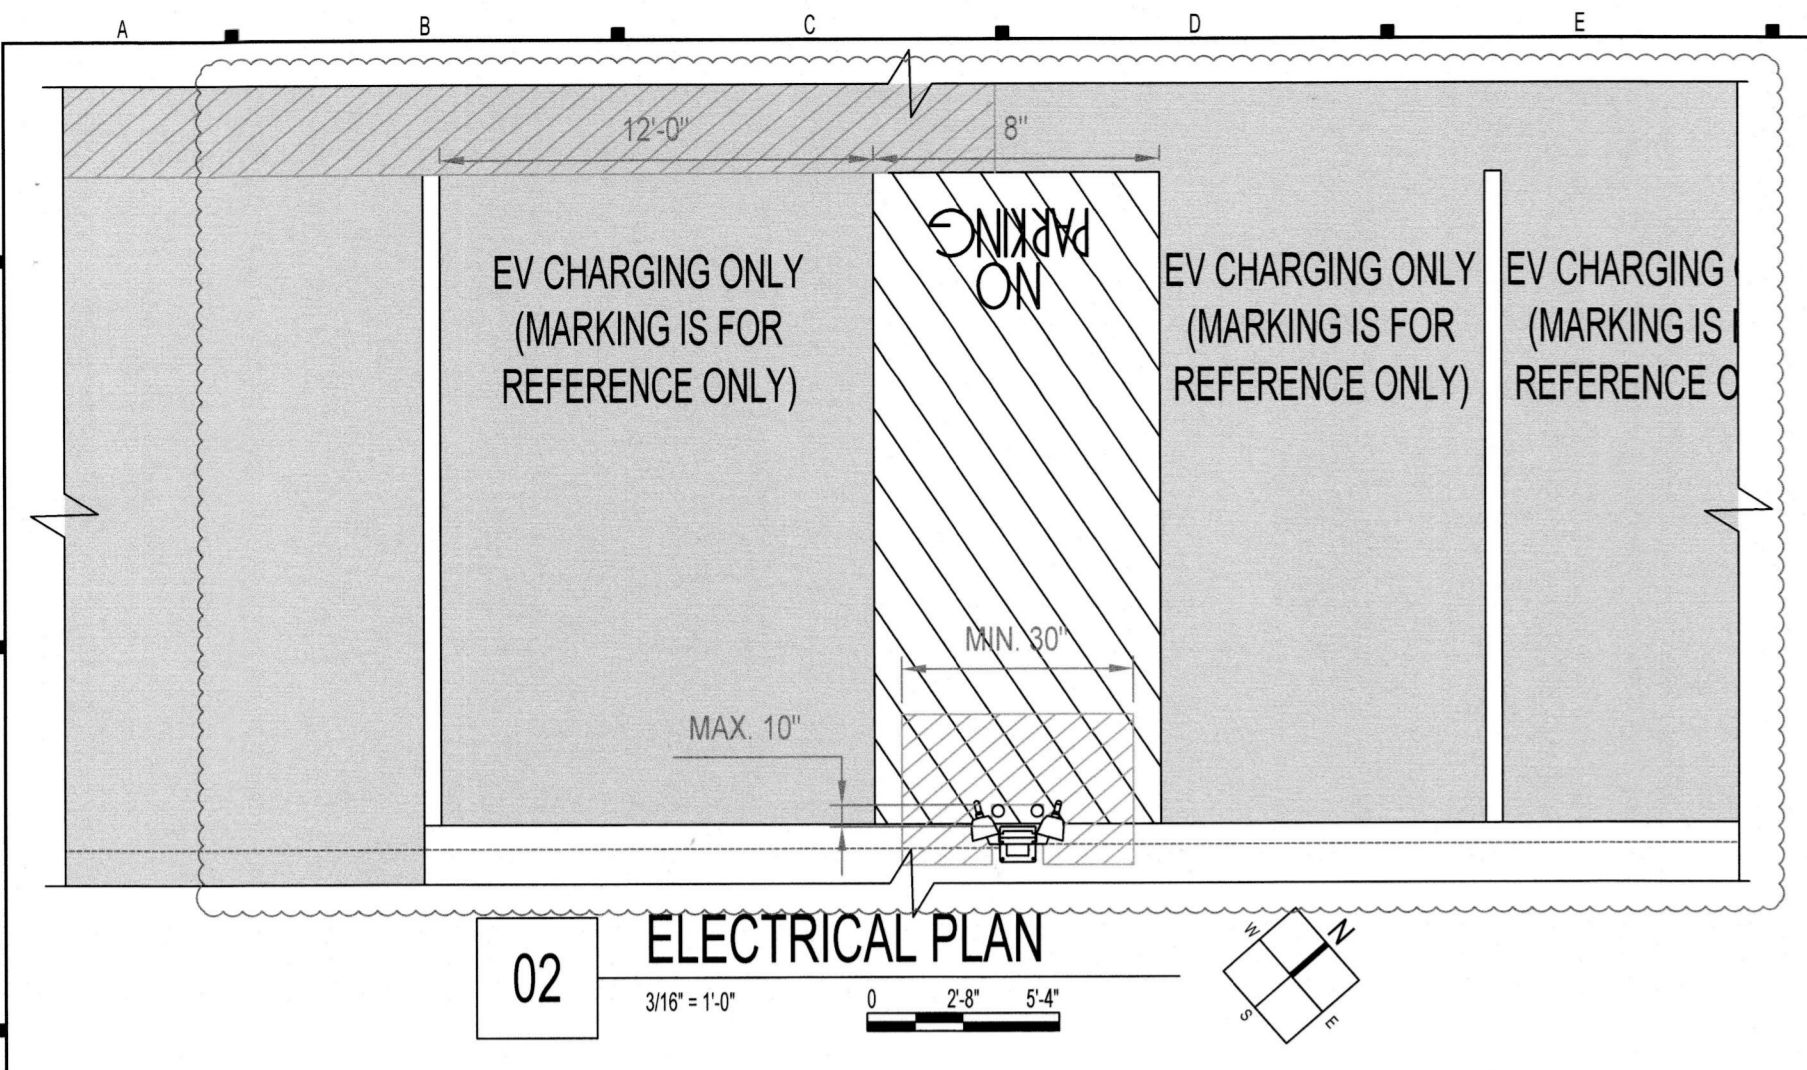 A B C D E
12'-0" 8"
NO
PARKING
EV CHARGING ONLY
(MARKING IS FOR
REFERENCE ONLY)
EV CHARGING ONLY
(MARKING IS FOR
REFERENCE ONLY)
EV CHARGING
(MARKING IS
REFERENCE O
MIN. 30"
MAX. 10"
02
ELECTRICAL PLAN
3/16" = 1'-0"
0 2'-8" 5'-4"
W N
S E